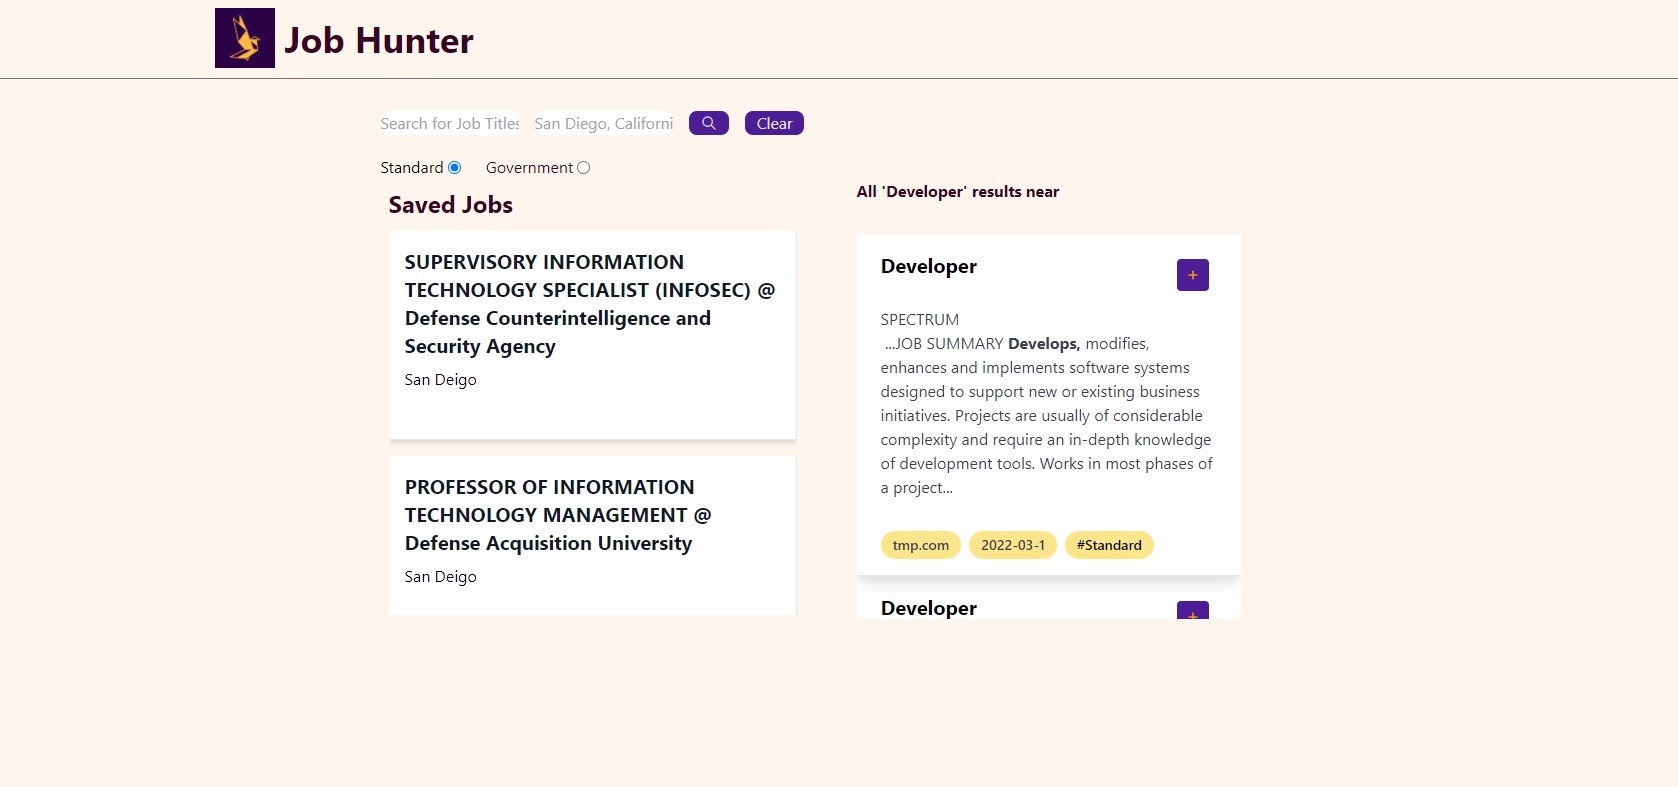 Job Hunter
Search for Job Titles
San Diego, Californi
Clear
Standard
Government
Saved Jobs
SUPERVISORY INFORMATION
TECHNOLOGY SPECIALIST (INFOSEC) @
Defense Counterintelligence and
Security Agency
San Deigo
PROFESSOR OF INFORMATION
TECHNOLOGY MANAGEMENT @
Defense Acquisition University
San Deigo
All 'Developer' results near
Developer
+
SPECTRUM
...JOB SUMMARY Develops, modifies,
enhances and implements software systems
designed to support new or existing business
initiatives. Projects are usually of considerable
complexity and require an in-depth knowledge
of development tools. Works in most phases of
a project...
tmp.com
2022-03-1
#Standard
Developer
+